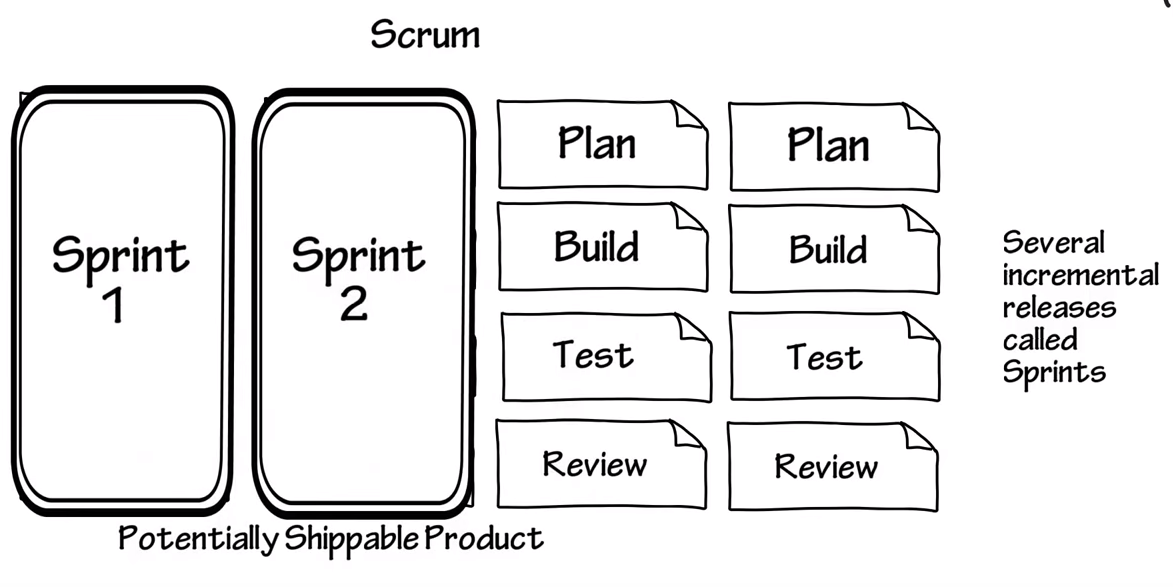 Scrum
Sprint
1
Sprint
2
Plan
Plan
Build
Build
Test
Test
Review
Review
Several
incremental
releases
called
Sprints
Potentially Shippable Product